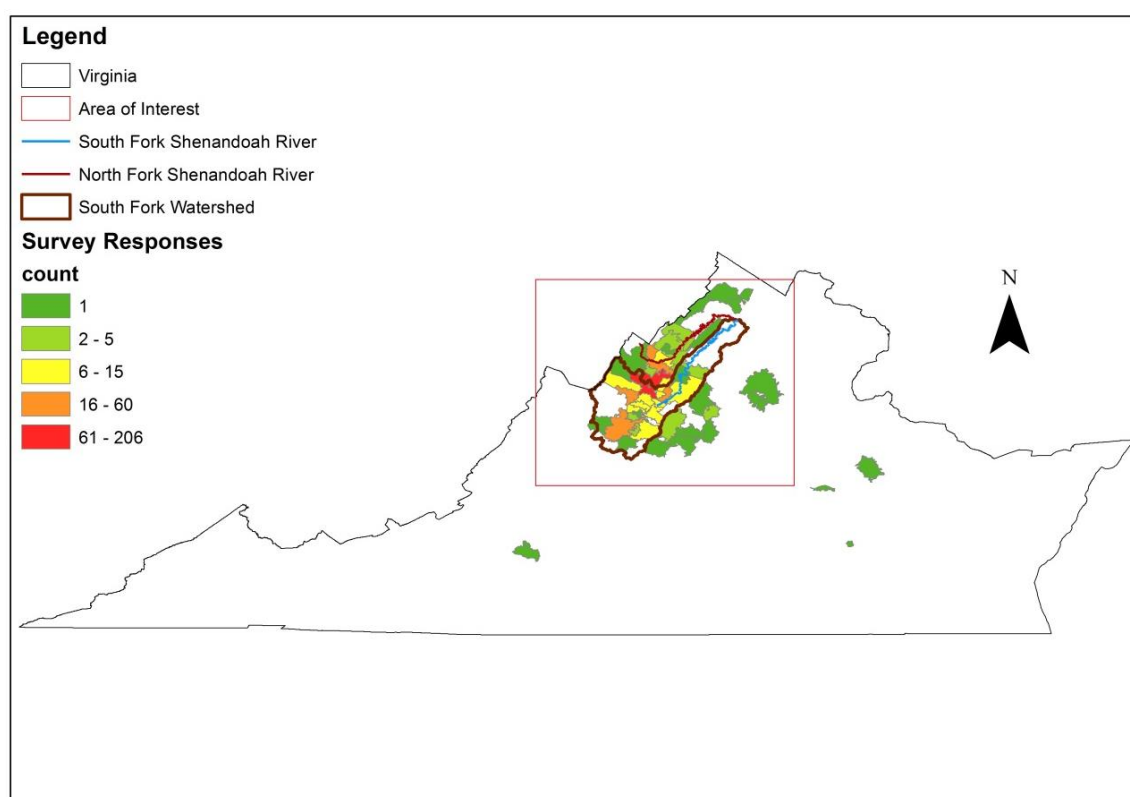 Legend
Virginia
Area of Interest
South Fork Shenandoah River
North Fork Shenandoah River
South Fork Watershed
Survey Responses
count
1
2 - 5
6 - 15
16 - 60
61 - 206
N